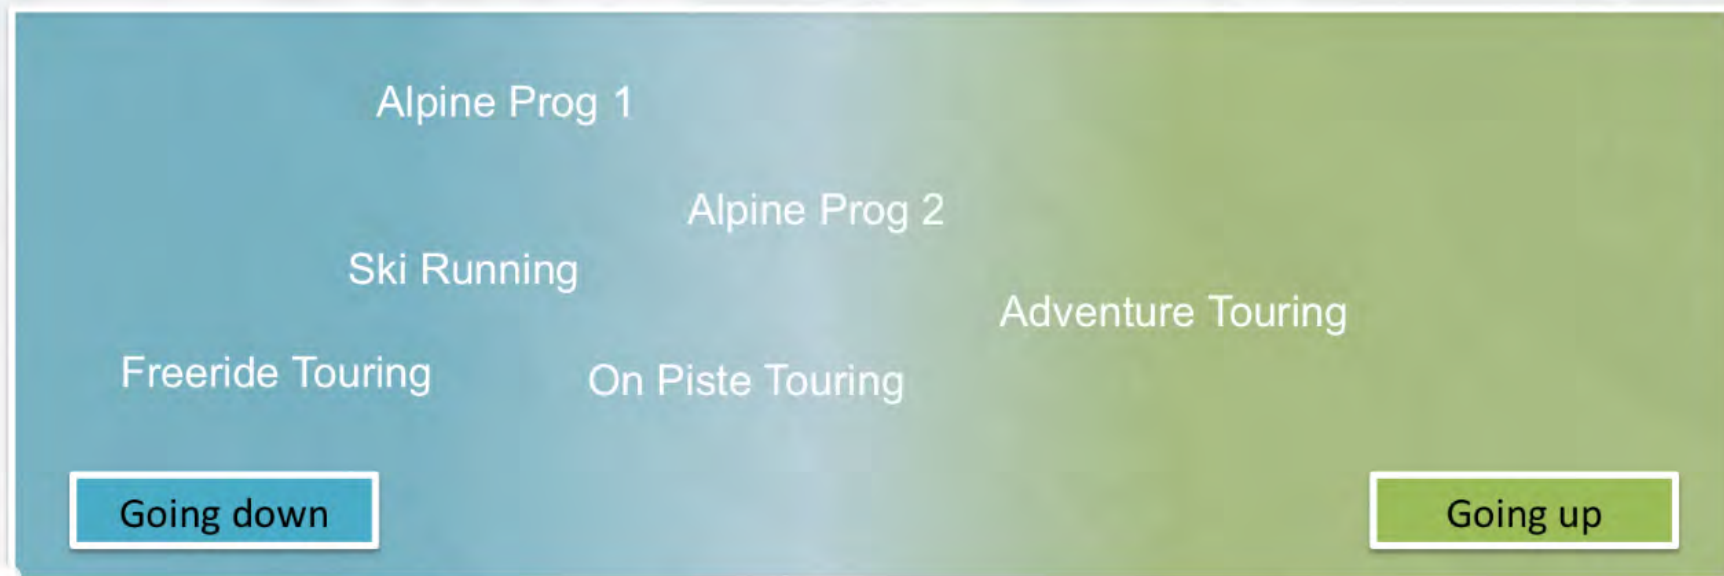 Alpine Prog 1
Alpine Prog 2
Ski Running
Adventure Touring
Freeride Touring
On Piste Touring
Going down
Going up